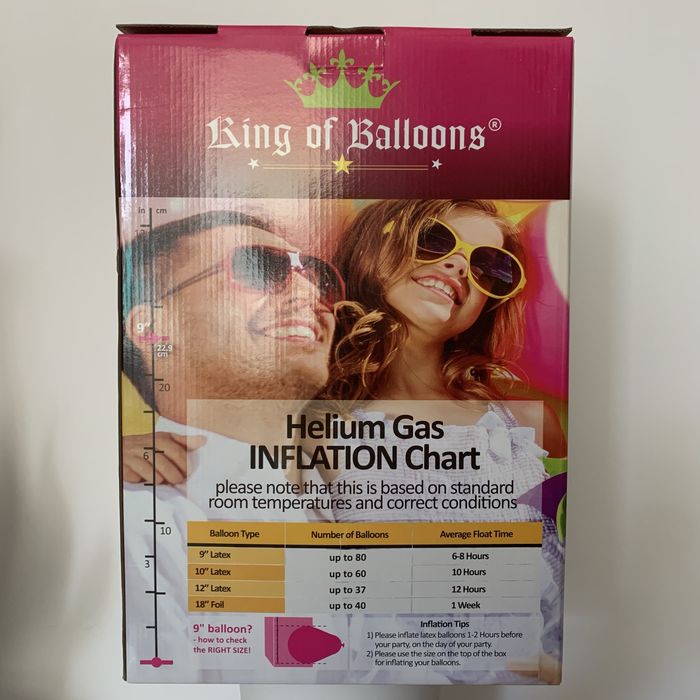 King of Balloons®
in cm
9"
22.9
cm
20
6
10
3
Helium Gas
INFLATION Chart
please note that this is based on standard
room temperatures and correct conditions
Balloon Type Number of Balloons Average Float Time
9" Latex up to 80 6-8 Hours
10" Latex up to 60 10 Hours
12" Latex up to 37 12 Hours
18" Foil up to 40 1 Week
9" balloon?
- how to check
the RIGHT SIZE!
Inflation Tips
1) Please inflate latex balloons 1-2 Hours before
your party, on the day of your party.
2) Please use the size on the top of the box
for inflating your balloons.